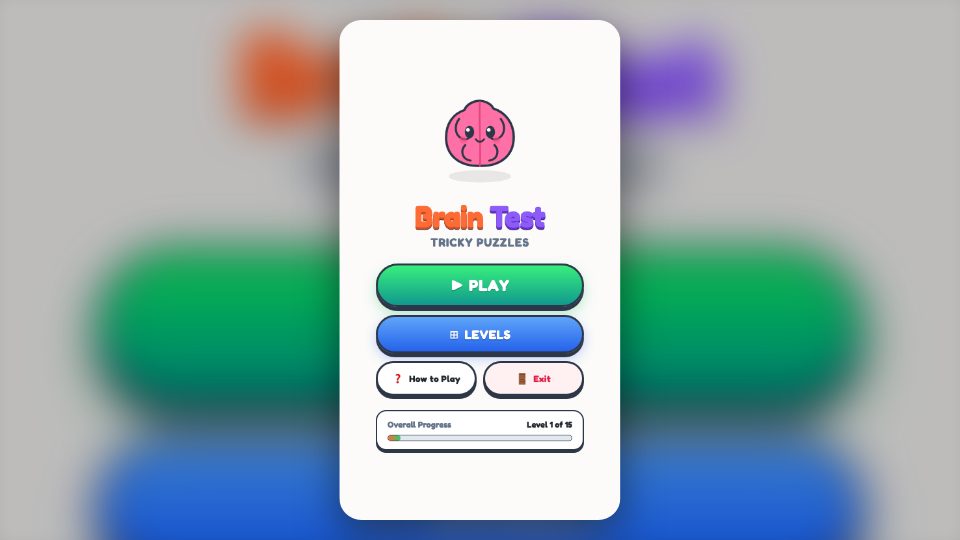 Brain Test
TRICKY PUZZLES
▶ PLAY
⊞ LEVELS
❓ How to Play
🚪 Exit
Overall Progress
Level 1 of 15